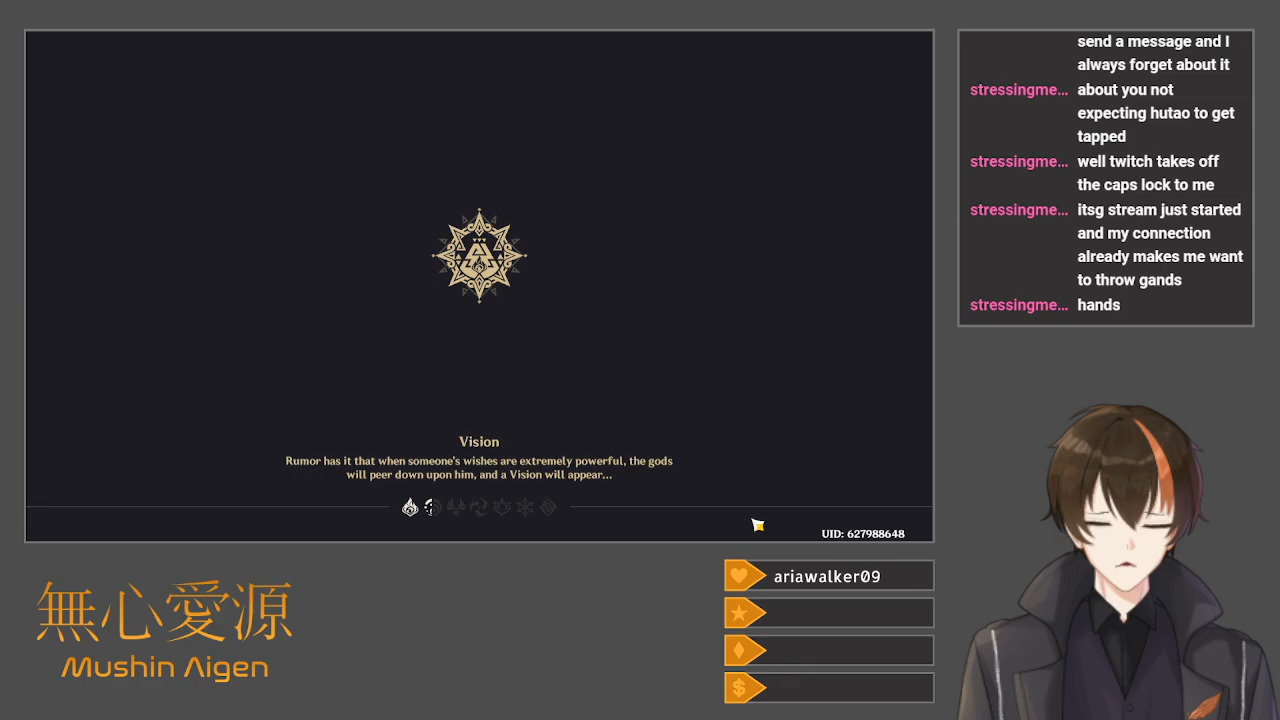 send a message and I
always forget about it
stressingme... about you not
expecting hutao to get
tapped
stressingme... well twitch takes off
the caps lock to me
stressingme... itsg stream just started
and my connection
already makes me want
to throw gands
stressingme... hands
Vision
Rumor has it that when someone's wishes are extremely powerful, the gods
will peer down upon him, and a Vision will appear...
UID: 627988648
ariawalker09
無心愛源
Mushin Aigen